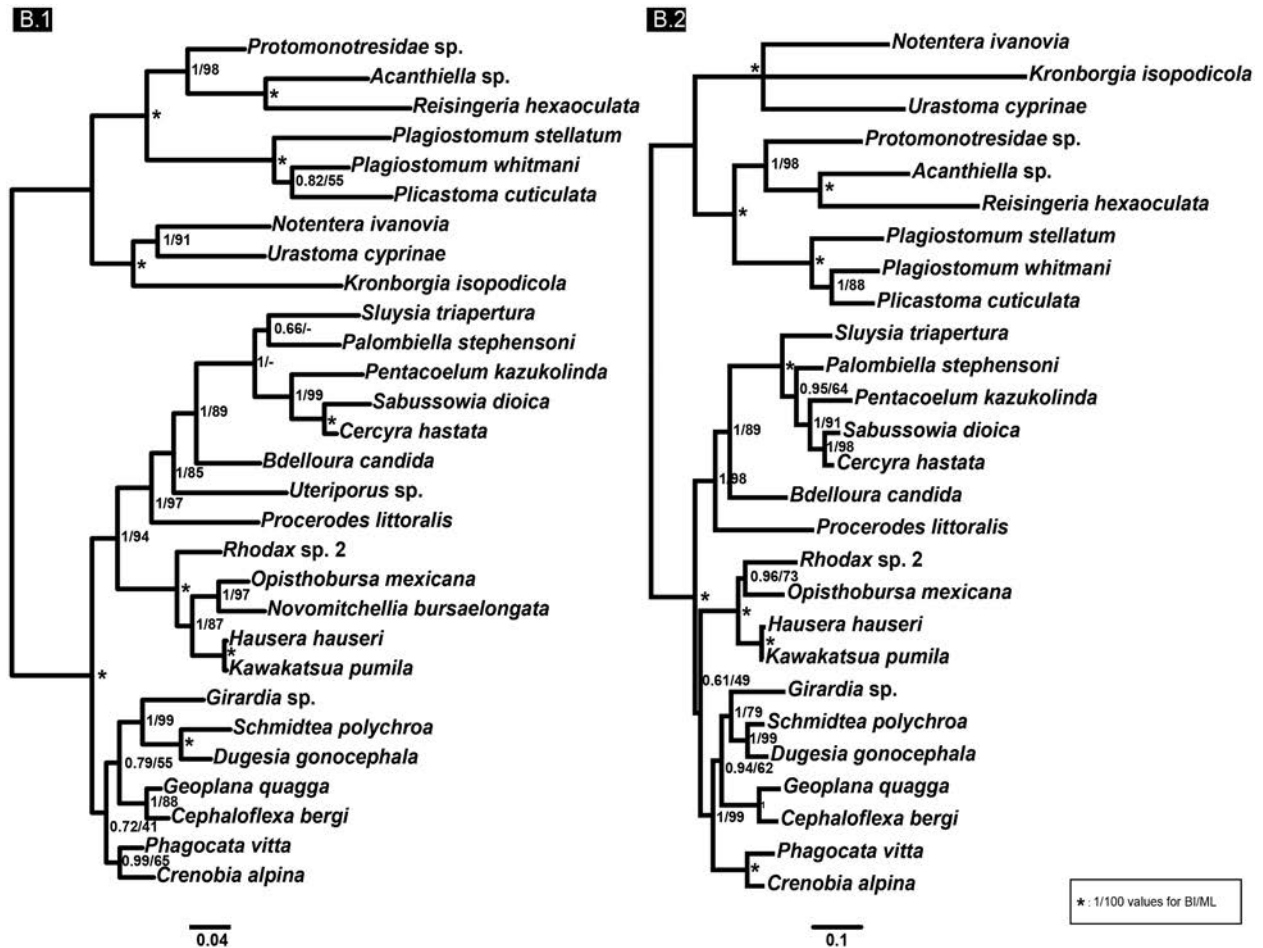 B.1
Protomonotresidae sp.
1/98
Acanthiella sp.
*
Reisingeria hexaoculata
*
Plagiostomum stellatum
*
Plagiostomum whitmani
0.82/55
Plicastoma cuticulata
Notentera ivanovia
1/91
Urastoma cyprinae
*
Kronborgia isopodicola
Sluysia triapertura
0.66/-
Palombiella stephensoni
1/-
Pentacoelum kazukolinda
1/99
Sabussowia dioica
*
Cercyra hastata
1/89
Bdelloura candida
1/85
Uteriporus sp.
1/97
Procerodes littoralis
1/94
Rhodax sp. 2
*
Opisthobursa mexicana
1/97
Novomitchellia bursaelongata
1/87
Hausera hauseri
*
Kawakatsua pumila
*
Girardia sp.
1/99
Schmidtea polychroa
*
Dugesia gonocephala
0.79/55
Geoplana quagga
1/88
Cephaloflexa bergi
0.72/41
Phagocata vitta
0.99/65
Crenobia alpina
0.04
B.2
Notentera ivanovia
*
Kronborgia isopodicola
Urastoma cyprinae
Protomonotresidae sp.
1/98
Acanthiella sp.
*
Reisingeria hexaoculata
*
Plagiostomum stellatum
*
Plagiostomum whitmani
1/88
Plicastoma cuticulata
Sluysia triapertura
*
Palombiella stephensoni
0.95/64
Pentacoelum kazukolinda
1/91
Sabussowia dioica
1/98
Cercyra hastata
1/89
1/98
Bdelloura candida
Procerodes littoralis
Rhodax sp. 2
0.96/73
Opisthobursa mexicana
*
*
Hausera hauseri
*
Kawakatsua pumila
0.61/49
Girardia sp.
1/79
Schmidtea polychroa
1/99
Dugesia gonocephala
0.94/62
Geoplana quagga
1
Cephaloflexa bergi
1/99
Phagocata vitta
*
Crenobia alpina
0.1
* : 1/100 values for BI/ML